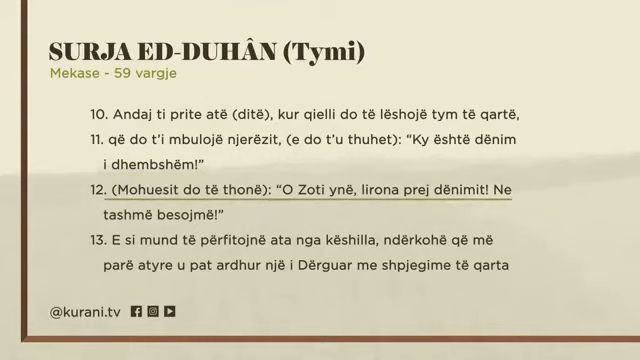 SURJA ED-DUHÂN (Tymi)
Mekase - 59 vargje
10. Andaj ti prite atë (ditë), kur qielli do të lëshojë tym të qartë,
11. që do t’i mbulojë njerëzit, (e do t’u thuhet): “Ky është dënim
i dhembshëm!”
12. (Mohuesit do të thonë): “O Zoti ynë, lirona prej dënimit! Ne
tashmë besojmë!”
13. E si mund të përfitojnë ata nga këshilla, ndërkohë që më
parë atyre u pat ardhur një i Dërguar me shpjegime të qarta
@kurani.tv